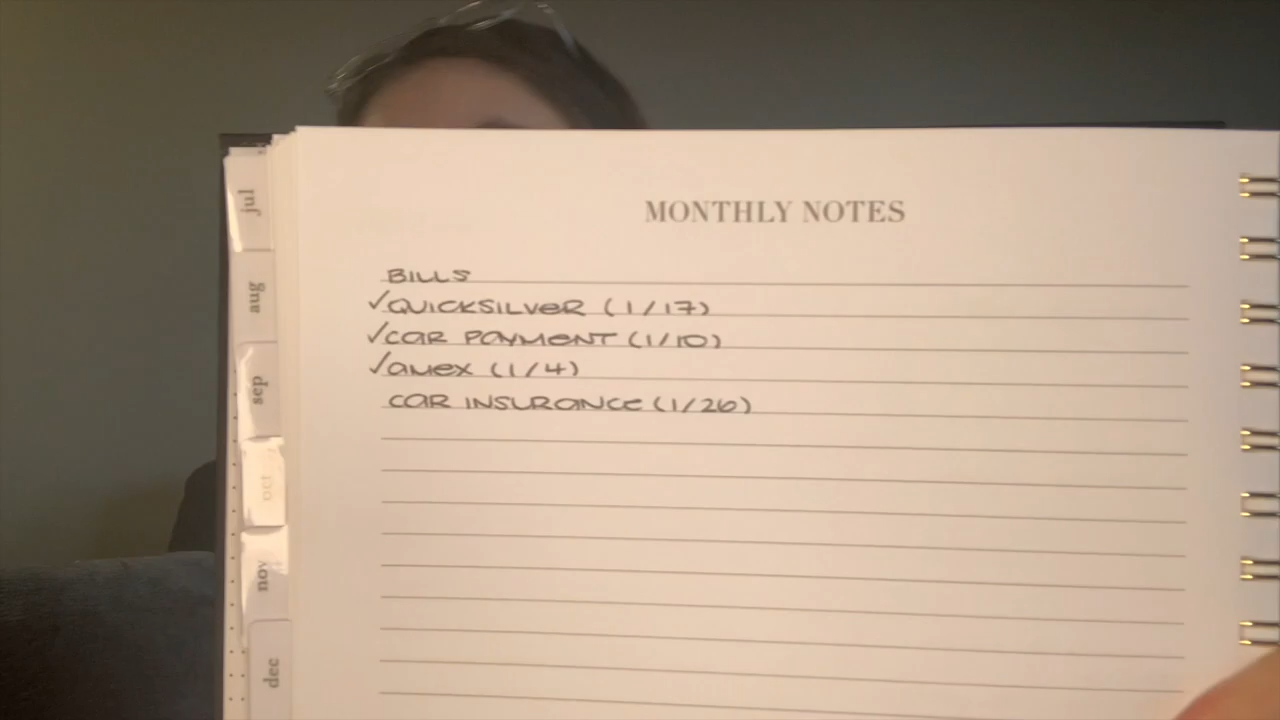 MONTHLY NOTES
BILLS
✓QUICKSILVER (1/17)
✓CAR PAYMENT (1/10)
✓AMEX (1/4)
CAR INSURANCE (1/26)
jul
aug
sep
oct
nov
dec